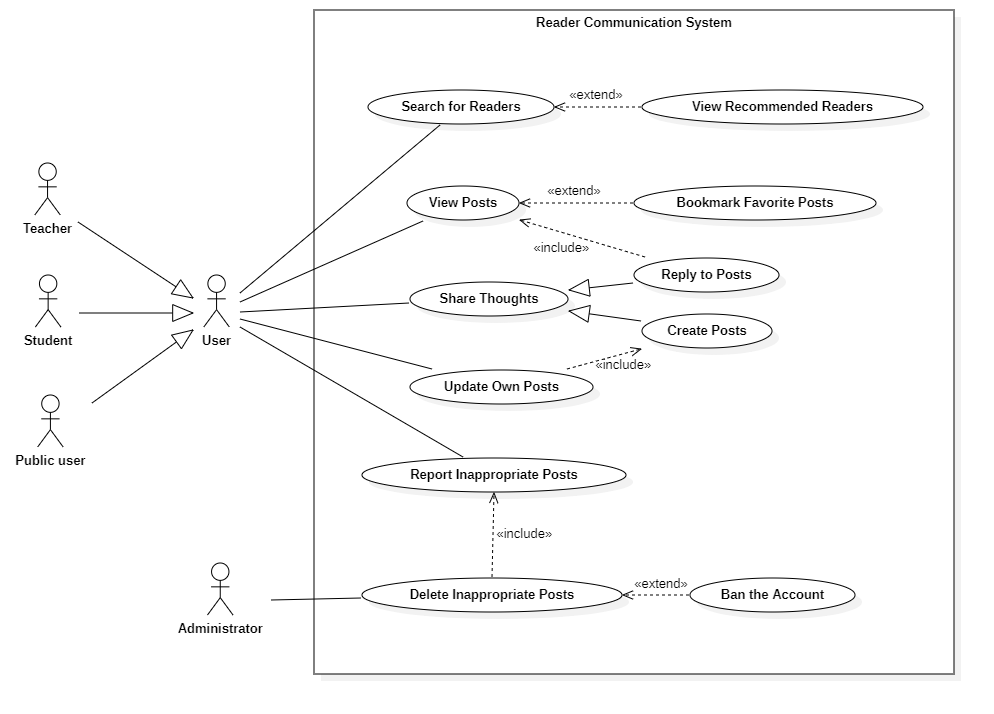 Reader Communication System
Search for Readers
«extend»
View Recommended Readers
Teacher
View Posts
«extend»
Bookmark Favorite Posts
«include»
Reply to Posts
Student
User
Share Thoughts
Create Posts
Update Own Posts
«include»
Public user
Report Inappropriate Posts
«include»
Administrator
Delete Inappropriate Posts
«extend»
Ban the Account